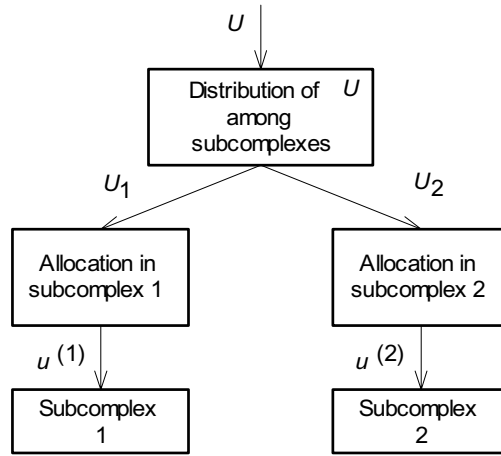 U
Distribution of U
among
subcomplexes
U1
U2
Allocation in
subcomplex 1
Allocation in
subcomplex 2
u (1)
u (2)
Subcomplex
1
Subcomplex
2